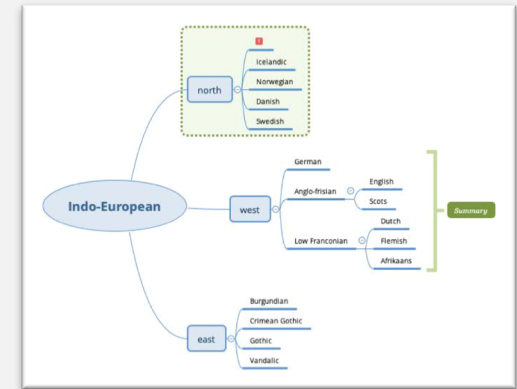 Indo-European
north
Icelandic
Norwegian
Danish
Swedish
west
German
Anglo-frisian
English
Scots
Low Franconian
Dutch
Flemish
Afrikaans
Summary
east
Burgundian
Crimean Gothic
Gothic
Vandalic